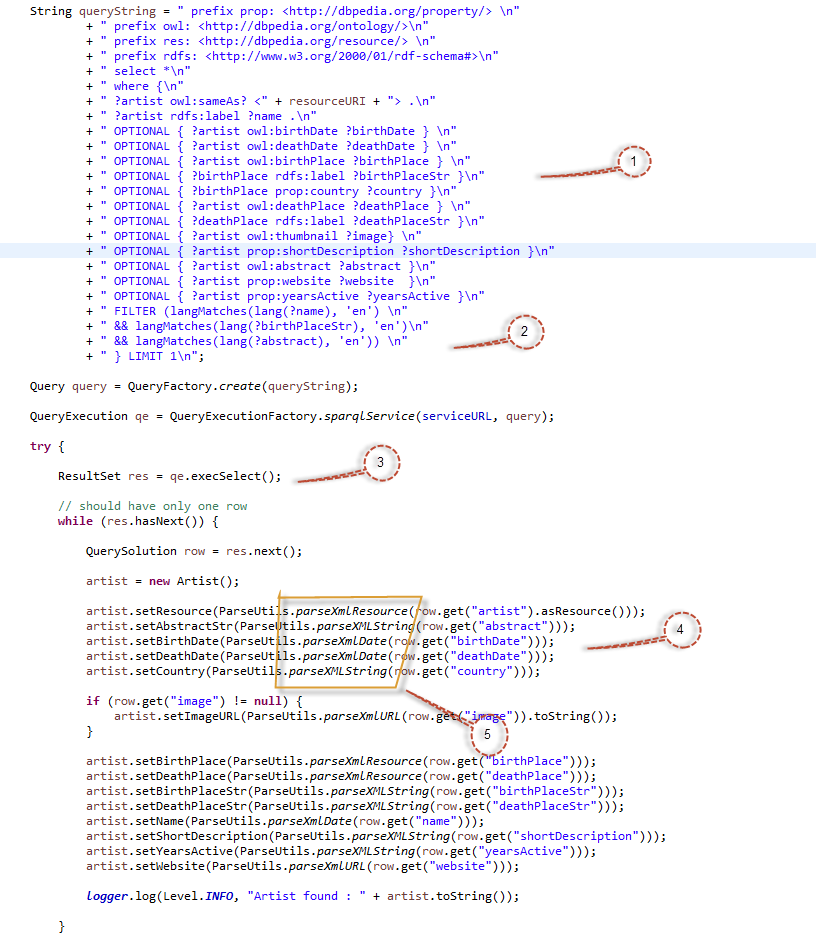 String queryString = " prefix prop: <http://dbpedia.org/property/> \n"
+ " prefix owl: <http://dbpedia.org/ontology/>\n"
+ " prefix res: <http://dbpedia.org/resource/> \n"
+ " prefix rdfs: <http://www.w3.org/2000/01/rdf-schema#>\n"
+ " select *\n"
+ " where {\n"
+ " ?artist owl:sameAs? <" + resourceURI + "> .\n"
+ " ?artist rdfs:label ?name .\n"
+ " OPTIONAL { ?artist owl:birthDate ?birthDate } \n"
+ " OPTIONAL { ?artist owl:deathDate ?deathDate } \n"
+ " OPTIONAL { ?artist owl:birthPlace ?birthPlace } \n"
1
+ " OPTIONAL { ?birthPlace rdfs:label ?birthPlaceStr }\n"
+ " OPTIONAL { ?birthPlace prop:country ?country }\n"
+ " OPTIONAL { ?artist owl:deathPlace ?deathPlace } \n"
+ " OPTIONAL { ?deathPlace rdfs:label ?deathPlaceStr }\n"
+ " OPTIONAL { ?artist owl:thumbnail ?image} \n"
+ " OPTIONAL { ?artist prop:shortDescription ?shortDescription }\n"
+ " OPTIONAL { ?artist owl:abstract ?abstract }\n"
+ " OPTIONAL { ?artist prop:website ?website  }\n"
+ " OPTIONAL { ?artist prop:yearsActive ?yearsActive }\n"
+ " FILTER (langMatches(lang(?name), 'en') \n"
+ " && langMatches(lang(?birthPlaceStr), 'en')\n"
2
+ " && langMatches(lang(?abstract), 'en')) \n"
+ " } LIMIT 1\n";
Query query = QueryFactory.create(queryString);
QueryExecution qe = QueryExecutionFactory.sparqlService(serviceURL, query);
try {
3
ResultSet res = qe.execSelect();
// should have only one row
while (res.hasNext()) {
QuerySolution row = res.next();
artist = new Artist();
artist.setResource(ParseUtils.parseXmlResource(row.get("artist").asResource()));
artist.setAbstractStr(ParseUtils.parseXMLString(row.get("abstract")));
4
artist.setBirthDate(ParseUtils.parseXmlDate(row.get("birthDate")));
artist.setDeathDate(ParseUtils.parseXmlDate(row.get("deathDate")));
artist.setCountry(ParseUtils.parseXMLString(row.get("country")));
if (row.get("image") != null) {
artist.setImageURL(ParseUtils.parseXmlURL(row.get("image")).toString());
}
5
artist.setBirthPlace(ParseUtils.parseXmlResource(row.get("birthPlace")));
artist.setDeathPlace(ParseUtils.parseXmlResource(row.get("deathPlace")));
artist.setBirthPlaceStr(ParseUtils.parseXMLString(row.get("birthPlaceStr")));
artist.setDeathPlaceStr(ParseUtils.parseXMLString(row.get("deathPlaceStr")));
artist.setName(ParseUtils.parseXmlDate(row.get("name")));
artist.setShortDescription(ParseUtils.parseXMLString(row.get("shortDescription")));
artist.setYearsActive(ParseUtils.parseXMLString(row.get("yearsActive")));
artist.setWebsite(ParseUtils.parseXmlURL(row.get("website")));
logger.log(Level.INFO, "Artist found : " + artist.toString());
}